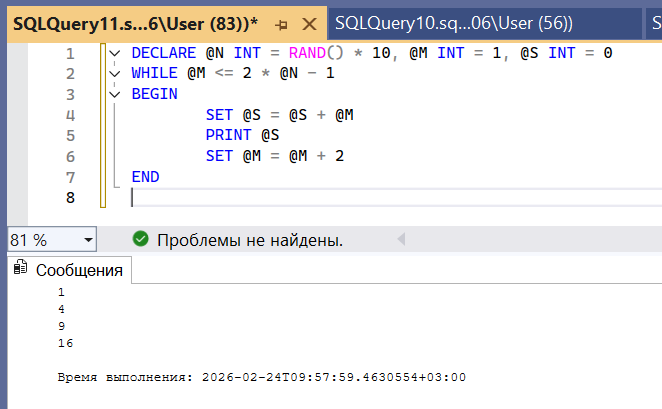 SQLQuery11.s...6\User (83))* SQLQuery10.sq...06\User (56))
1 DECLARE @N INT = RAND() * 10, @M INT = 1, @S INT = 0
2 WHILE @M <= 2 * @N - 1
3 BEGIN
4 SET @S = @S + @M
5 PRINT @S
6 SET @M = @M + 2
7 END
8
81 % Проблемы не найдены.
Сообщения
1
4
9
16
Время выполнения: 2026-02-24T09:57:59.4630554+03:00